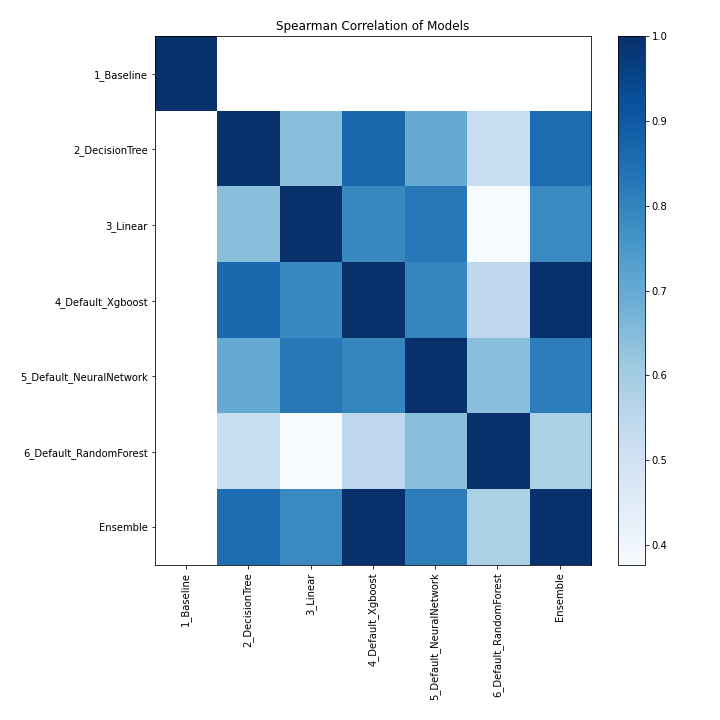 Spearman Correlation of Models
1_Baseline
2_DecisionTree
3_Linear
4_Default_Xgboost
5_Default_NeuralNetwork
6_Default_RandomForest
Ensemble
1_Baseline
2_DecisionTree
3_Linear
4_Default_Xgboost
5_Default_NeuralNetwork
6_Default_RandomForest
Ensemble
1.0
0.9
0.8
0.7
0.6
0.5
0.4